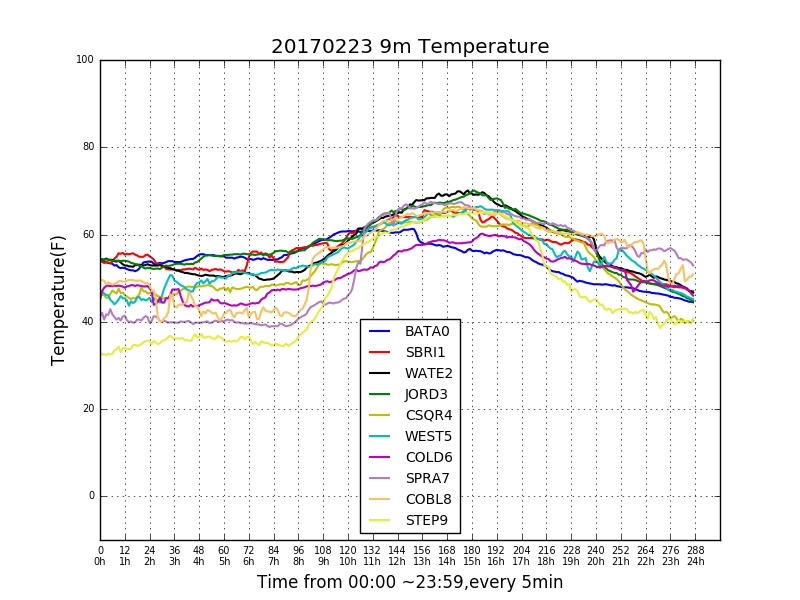 20170223 9m Temperature
100
80
60
40
20
0
Temperature(F)
BATA0
SBRI1
WATE2
JORD3
CSQR4
WEST5
COLD6
SPRA7
COBL8
STEP9
0 12 24 36 48 60 72 84 96 108 120 132 144 156 168 180 192 204 216 228 240 252 264 276 288
0h 1h 2h 3h 4h 5h 6h 7h 8h 9h 10h 11h 12h 13h 14h 15h 16h 17h 18h 19h 20h 21h 22h 23h 24h
Time from 00:00 ~23:59,every 5min